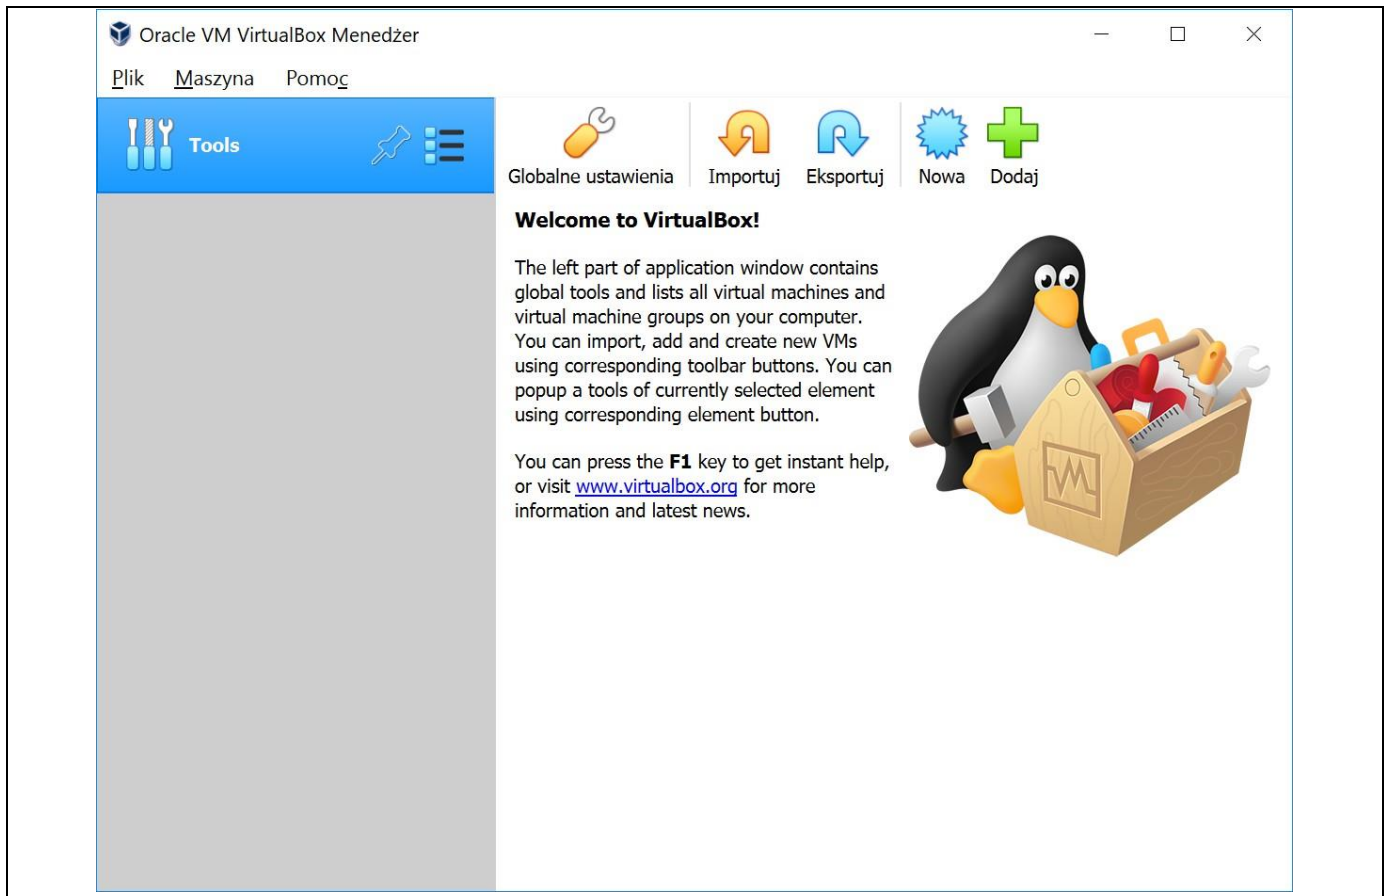 Oracle VM VirtualBox Menedżer
Plik Maszyna Pomoc
Tools
Globalne ustawienia Importuj Eksportuj Nowa Dodaj
Welcome to VirtualBox!
The left part of application window contains
global tools and lists all virtual machines and
virtual machine groups on your computer.
You can import, add and create new VMs
using corresponding toolbar buttons. You can
popup a tools of currently selected element
using corresponding element button.
You can press the F1 key to get instant help,
or visit www.virtualbox.org for more
information and latest news.